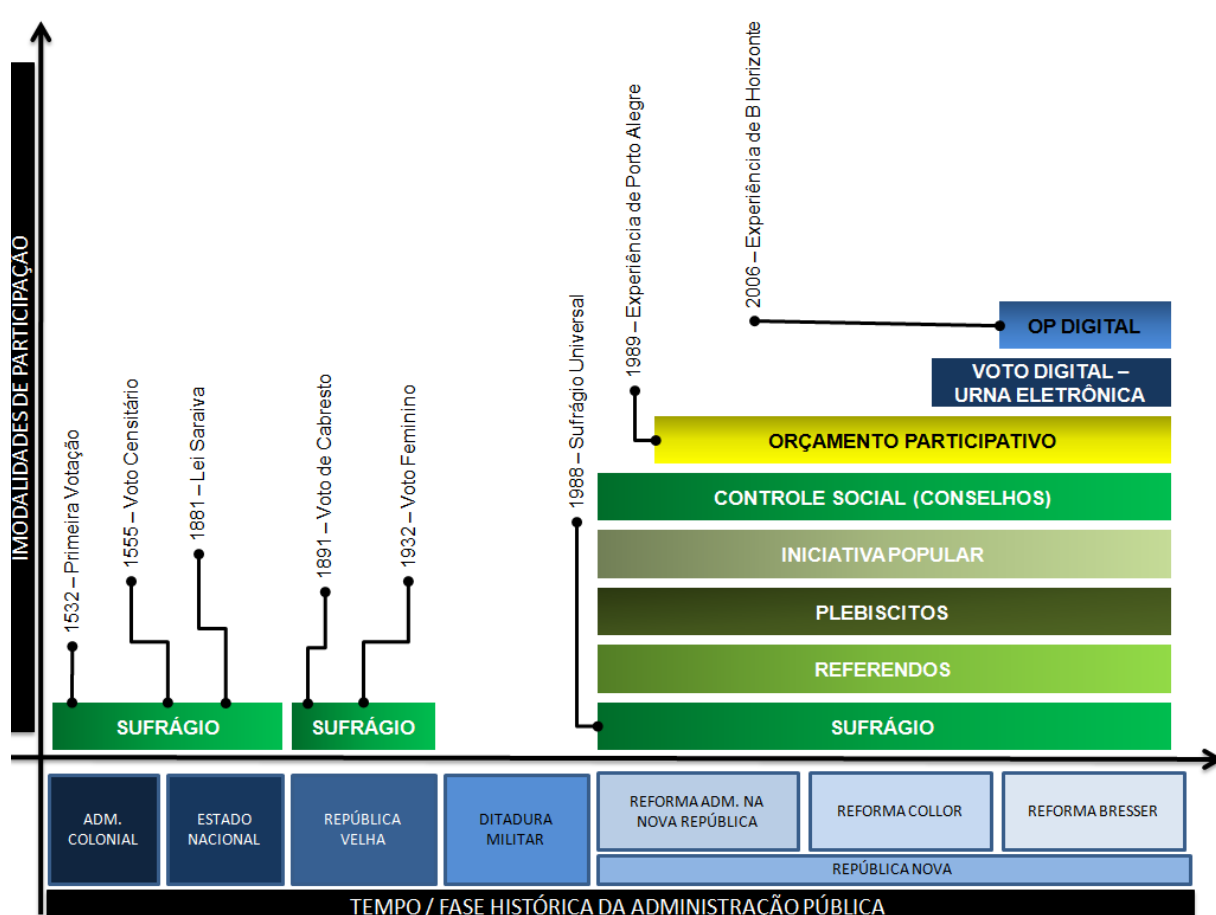 IMODALIDADES DE PARTICIPAÇÃO
1532 – Primeira Votação
1555 – Voto Censitário
1881 – Lei Saraiva
1891 – Voto de Cabresto
1932 – Voto Feminino
1988 – Sufrágio Universal
1989 – Experiência de Porto Alegre
2006 – Experiência de B Horizonte
OP DIGITAL
VOTO DIGITAL –
URNA ELETRÔNICA
ORÇAMENTO PARTICIPATIVO
CONTROLE SOCIAL (CONSELHOS)
INICIATIVA POPULAR
PLEBISCITOS
REFERENDOS
SUFRÁGIO
SUFRÁGIO
SUFRÁGIO
ADM.
COLONIAL
ESTADO
NACIONAL
REPÚBLICA
VELHA
DITADURA
MILITAR
REFORMA ADM. NA
NOVA REPÚBLICA
REFORMA COLLOR
REFORMA BRESSER
REPÚBLICA NOVA
TEMPO / FASE HISTÓRICA DA ADMINISTRAÇÃO PÚBLICA